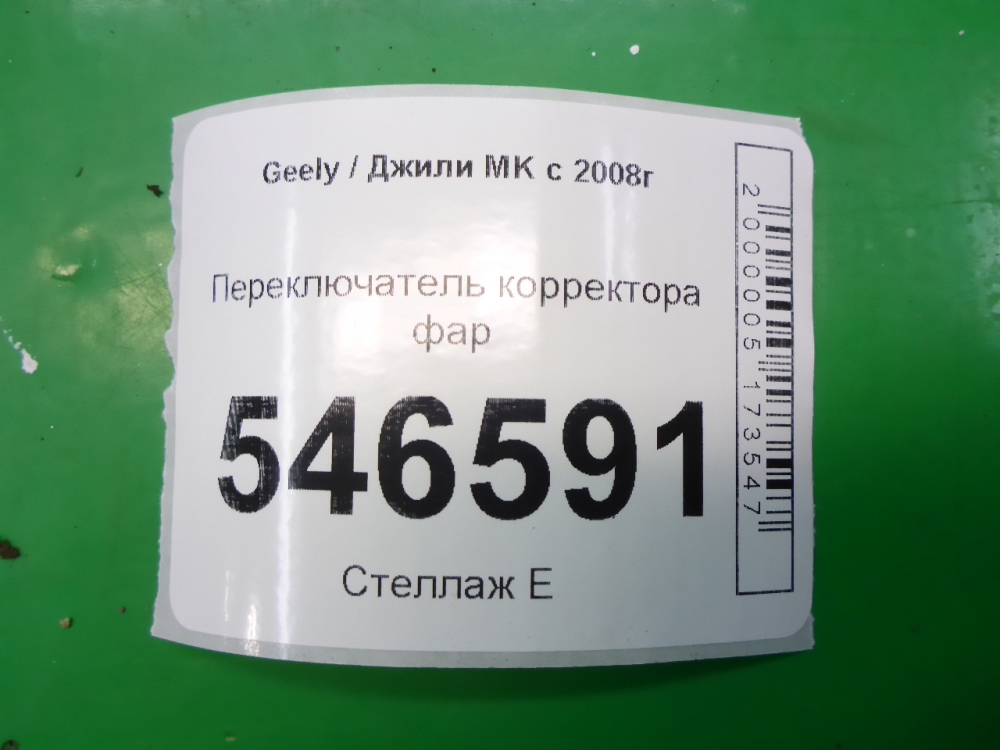 Geely / Джили МК с 2008г
Переключатель корректора
фар
546591
Стеллаж Е
2000005173547